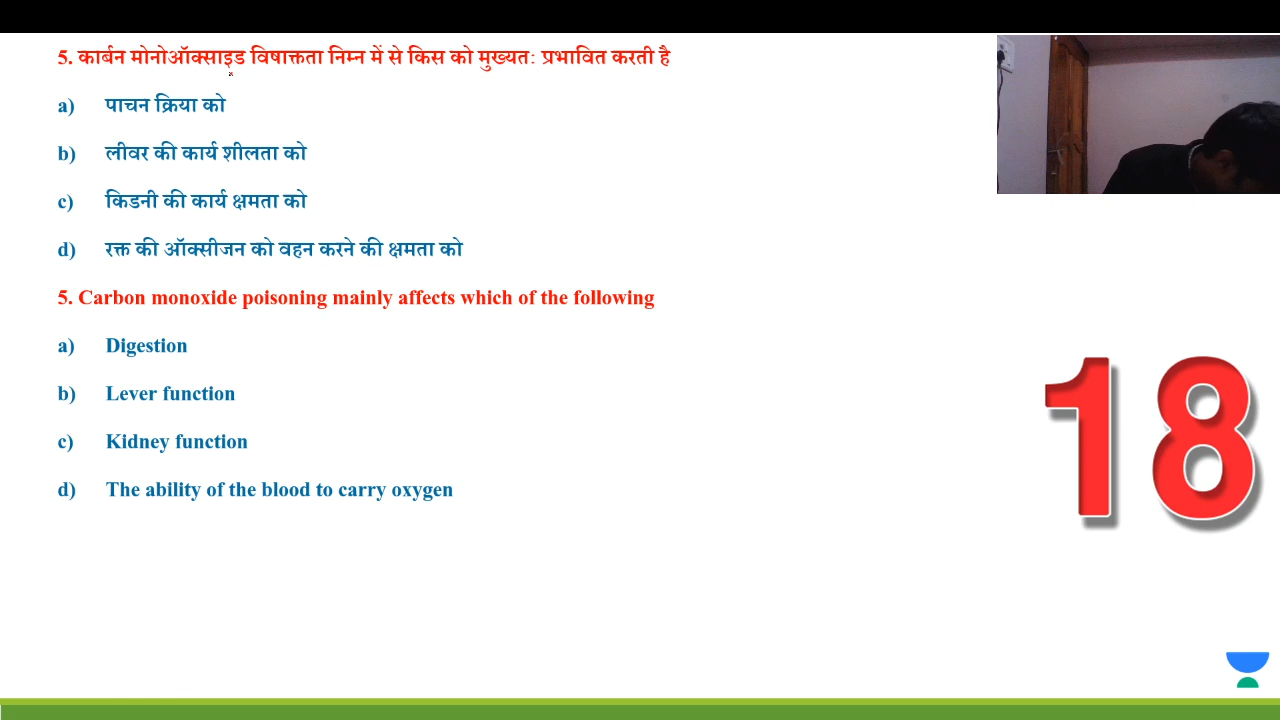 5. कार्बन मोनोऑक्साइड विषाक्तता निम्न में से किस को मुख्यतः प्रभावित करती है
a) पाचन क्रिया को
b) लीवर की कार्य शीलता को
c) किडनी की कार्य क्षमता को
d) रक्त की ऑक्सीजन को वहन करने की क्षमता को
5. Carbon monoxide poisoning mainly affects which of the following
a) Digestion
b) Lever function
c) Kidney function
d) The ability of the blood to carry oxygen
18